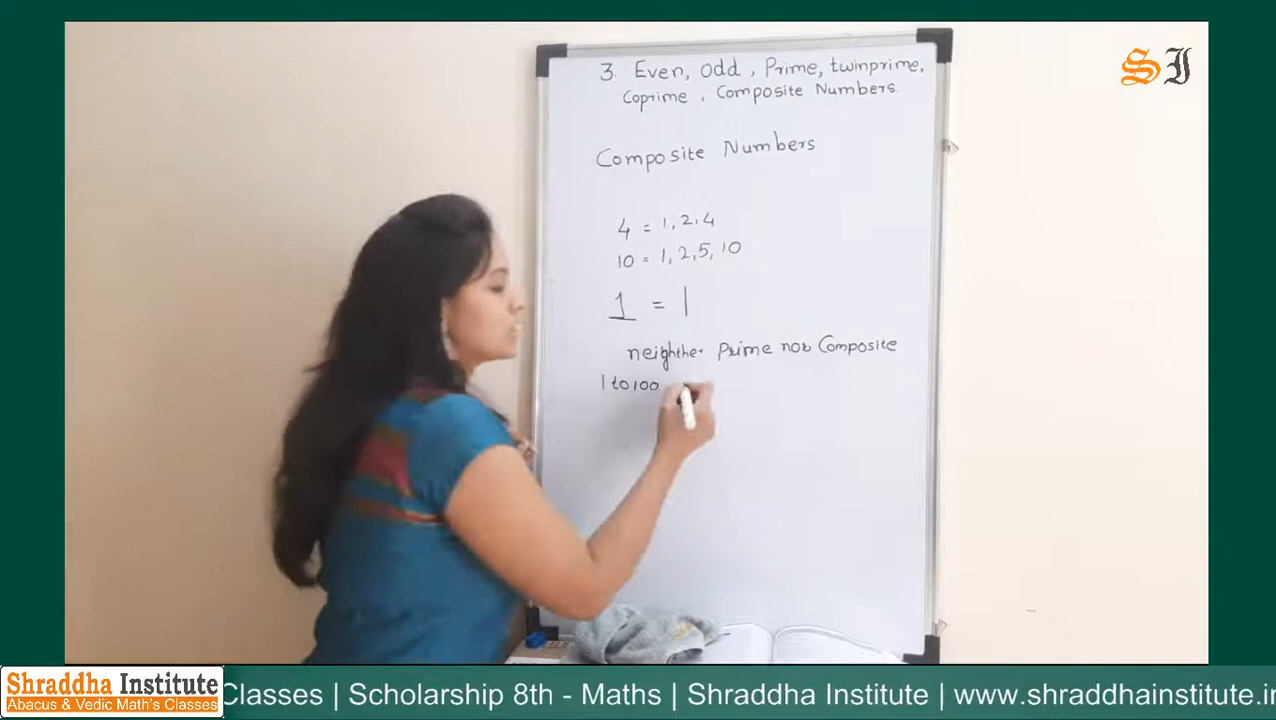 SI
3. Even, odd, Prime, twinprime,
Coprime, Composite Numbers.
Composite Numbers
4 = 1, 2, 4
10 = 1, 2, 5, 10
1 = 1
neighther Prime nor Composite
1 to 100
Shraddha Institute
Abacus & Vedic Math's Classes
Classes | Scholarship 8th - Maths | Shraddha Institute | www.shraddhainstitute.in